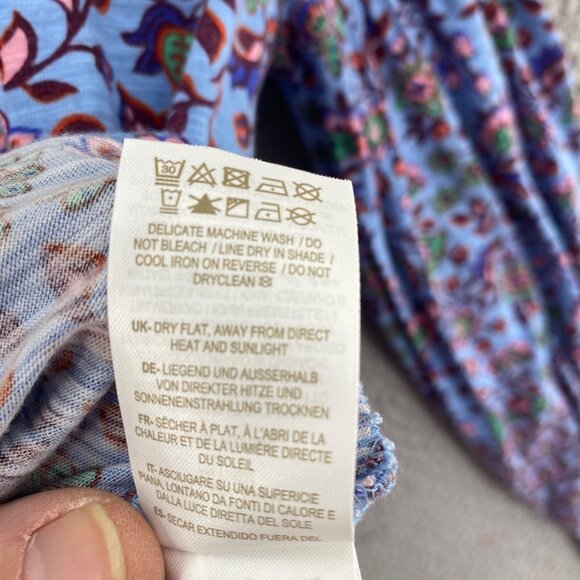 30
DELICATE MACHINE WASH / DO
NOT BLEACH / LINE DRY IN SHADE /
COOL IRON ON REVERSE / DO NOT
DRYCLEAN
UK- DRY FLAT, AWAY FROM DIRECT
HEAT AND SUNLIGHT
DE- LIEGEND UND AUSSERHALB
VON DIREKTER HITZE UND
SONNENEINSTRAHLUNG TROCKNEN
FR- SÉCHER À PLAT, À L'ABRI DE LA
CHALEUR ET DE LA LUMIÈRE DIRECTE
DU SOLEIL
IT- ASCIUGARE SU UNA SUPERICIE
PIANA, LONTANO DA FONTI DI CALORE E
DALLA LUCE DIRETTA DEL SOLE
ES- SECAR EXTENDIDO FUERA DEL